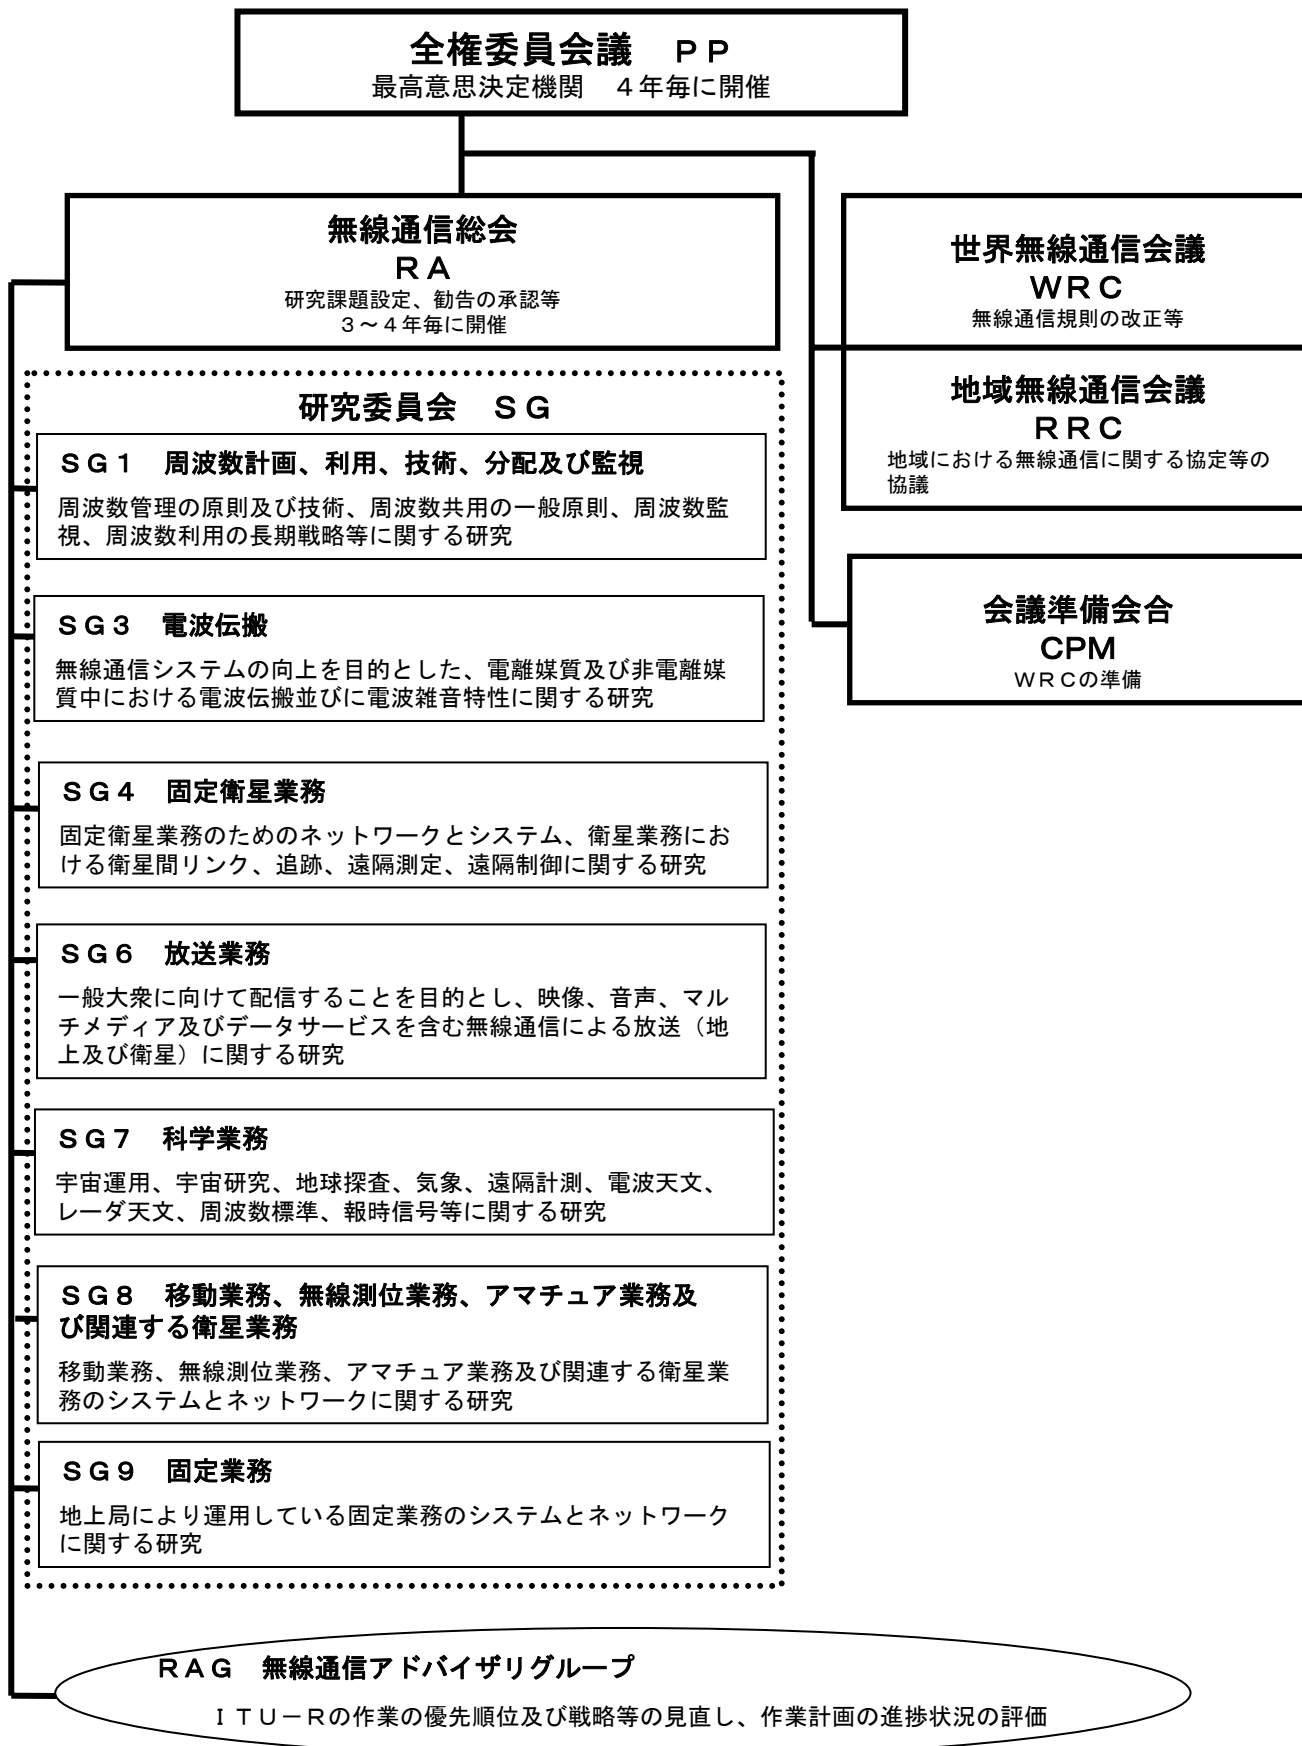 全権委員会議　ＰＰ
最高意思決定機関　４年毎に開催
無線通信総会
ＲＡ
研究課題設定、勧告の承認等
３～４年毎に開催
世界無線通信会議
ＷＲＣ
無線通信規則の改正等
地域無線通信会議
ＲＲＣ
地域における無線通信に関する協定等の
協議
会議準備会合
CPM
ＷＲＣの準備
研究委員会　ＳＧ
ＳＧ１　周波数計画、利用、技術、分配及び監視
周波数管理の原則及び技術、周波数共用の一般原則、周波数監
視、周波数利用の長期戦略等に関する研究
ＳＧ３　電波伝搬
無線通信システムの向上を目的とした、電離媒質及び非電離媒
質中における電波伝搬並びに電波雑音特性に関する研究
ＳＧ４　固定衛星業務
固定衛星業務のためのネットワークとシステム、衛星業務にお
ける衛星間リンク、追跡、遠隔測定、遠隔制御に関する研究
ＳＧ６　放送業務
一般大衆に向けて配信することを目的とし、映像、音声、マル
チメディア及びデータサービスを含む無線通信による放送（地
上及び衛星）に関する研究
ＳＧ７　科学業務
宇宙運用、宇宙研究、地球探査、気象、遠隔計測、電波天文、
レーダ天文、周波数標準、報時信号等に関する研究
ＳＧ８　移動業務、無線測位業務、アマチュア業務及
び関連する衛星業務
移動業務、無線測位業務、アマチュア業務及び関連する衛星業
務のシステムとネットワークに関する研究
ＳＧ９　固定業務
地上局により運用している固定業務のシステムとネットワーク
に関する研究
ＲＡＧ　無線通信アドバイザリグループ
ＩＴＵ－Ｒの作業の優先順位及び戦略等の見直し、作業計画の進捗状況の評価